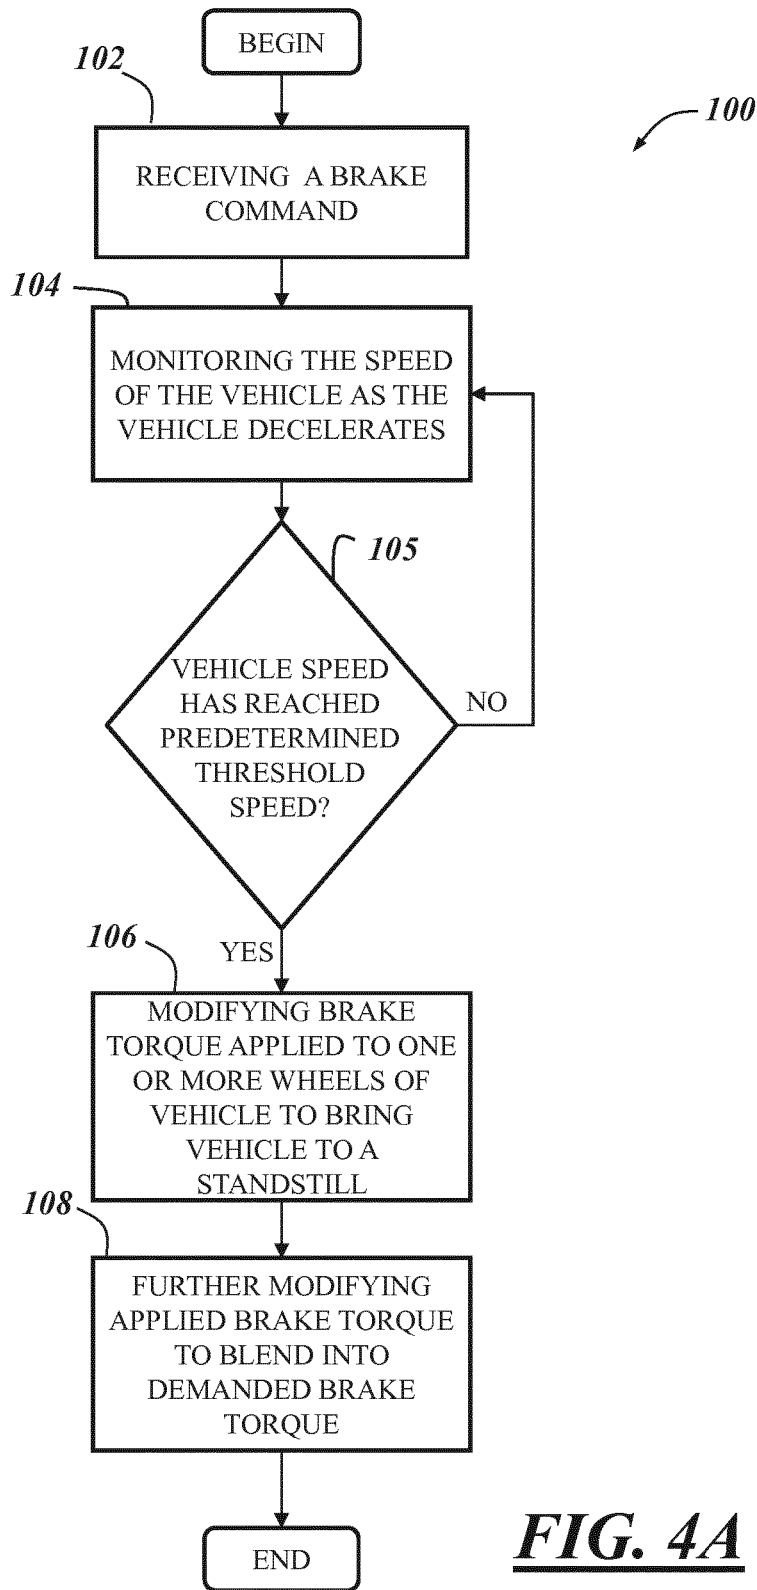 BEGIN
102
100
RECEIVING A BRAKE
COMMAND
104
MONITORING THE SPEED
OF THE VEHICLE AS THE
VEHICLE DECELERATES
105
VEHICLE SPEED
HAS REACHED
PREDETERMINED
THRESHOLD
SPEED?
NO
YES
106
MODIFYING BRAKE
TORQUE APPLIED TO ONE
OR MORE WHEELS OF
VEHICLE TO BRING
VEHICLE TO A
STANDSTILL
108
FURTHER MODIFYING
APPLIED BRAKE TORQUE
TO BLEND INTO
DEMANDED BRAKE
TORQUE
END
FIG. 4A